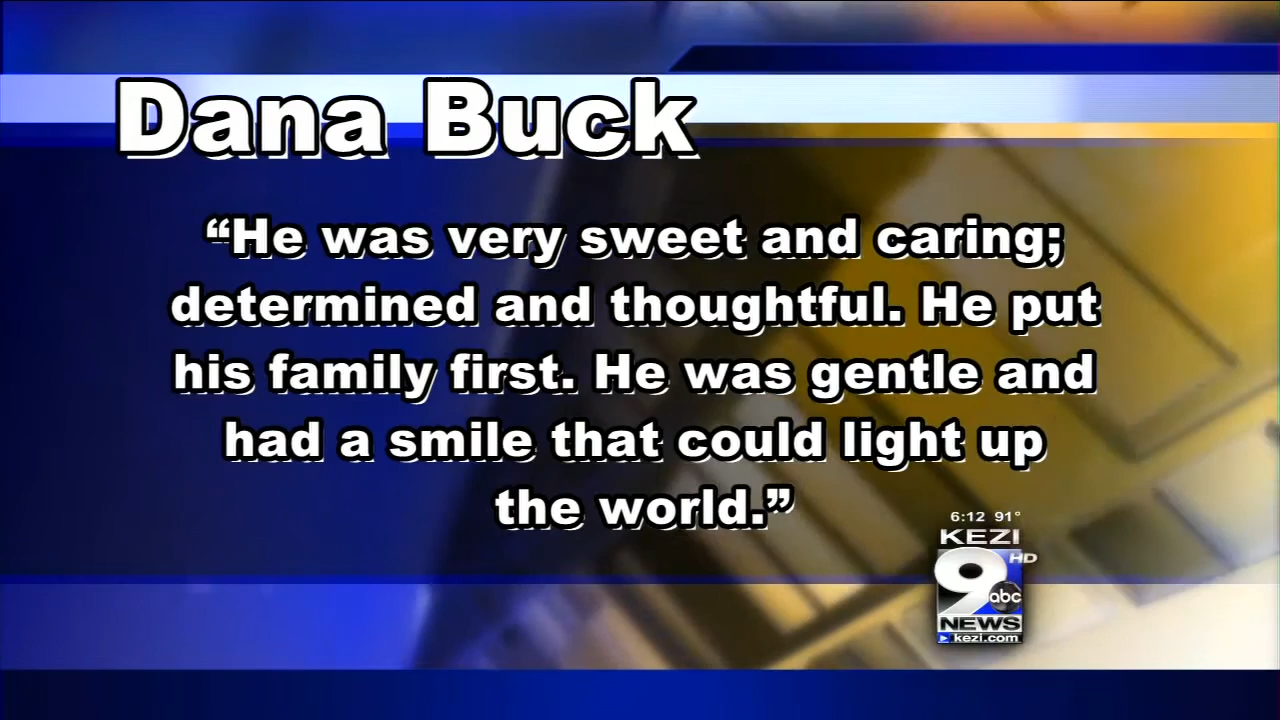 Dana Buck
“He was very sweet and caring;
determined and thoughtful. He put
his family first. He was gentle and
had a smile that could light up
the world.”
6:12 91°
KEZI
9 HD
abc
NEWS
kezi.com